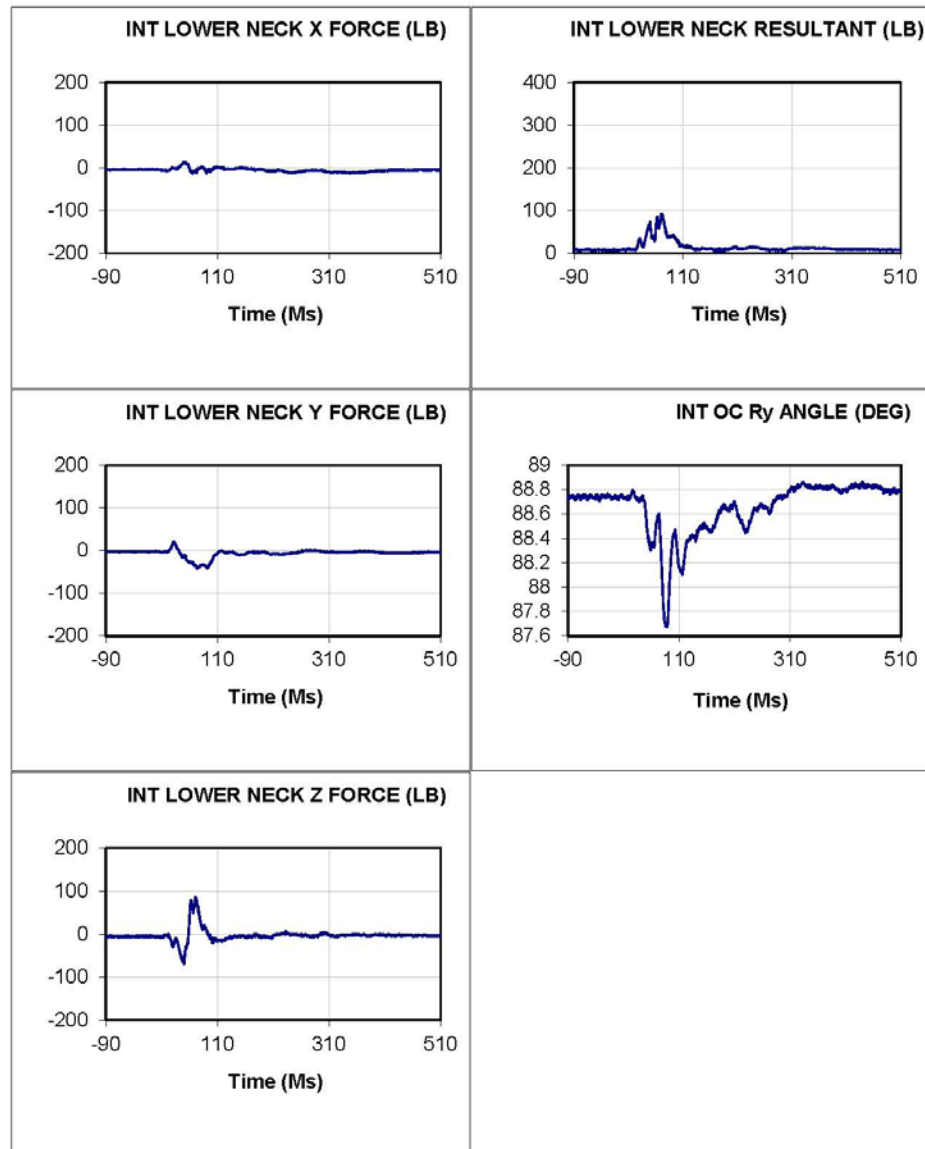 INT LOWER NECK X FORCE (LB)
200
100
0
-100
-200
-90 110 310 510
Time (Ms)
INT LOWER NECK RESULTANT (LB)
400
300
200
100
0
-90 110 310 510
Time (Ms)
INT LOWER NECK Y FORCE (LB)
200
100
0
-100
-200
-90 110 310 510
Time (Ms)
INT OC Ry ANGLE (DEG)
89
88.8
88.6
88.4
88.2
88
87.8
87.6
-90 110 310 510
Time (Ms)
INT LOWER NECK Z FORCE (LB)
200
100
0
-100
-200
-90 110 310 510
Time (Ms)